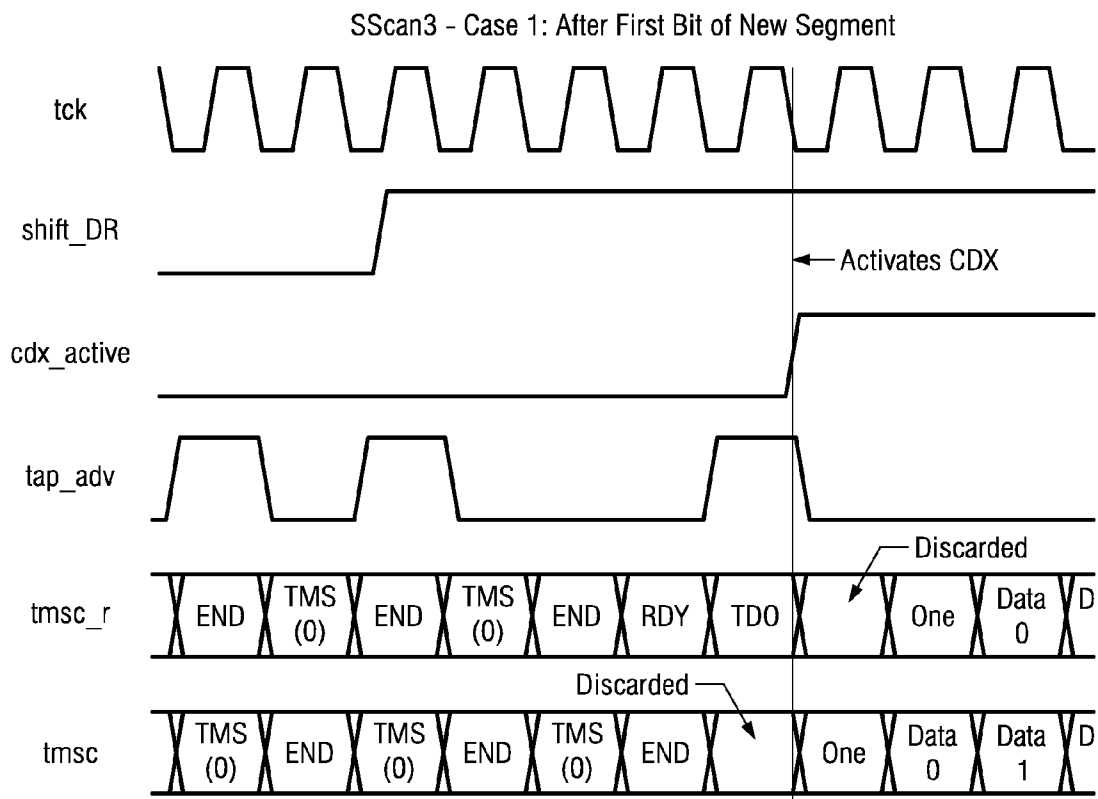 SScan3 - Case 1: After First Bit of New Segment
tck
shift_DR
Activates CDX
cdx_active
tap_adv
Discarded
tmsc_r END TMS (0) END TMS (0) END RDY TDO One Data 0 D
Discarded
tmsc TMS (0) END TMS (0) END TMS (0) END One Data 0 Data 1 D